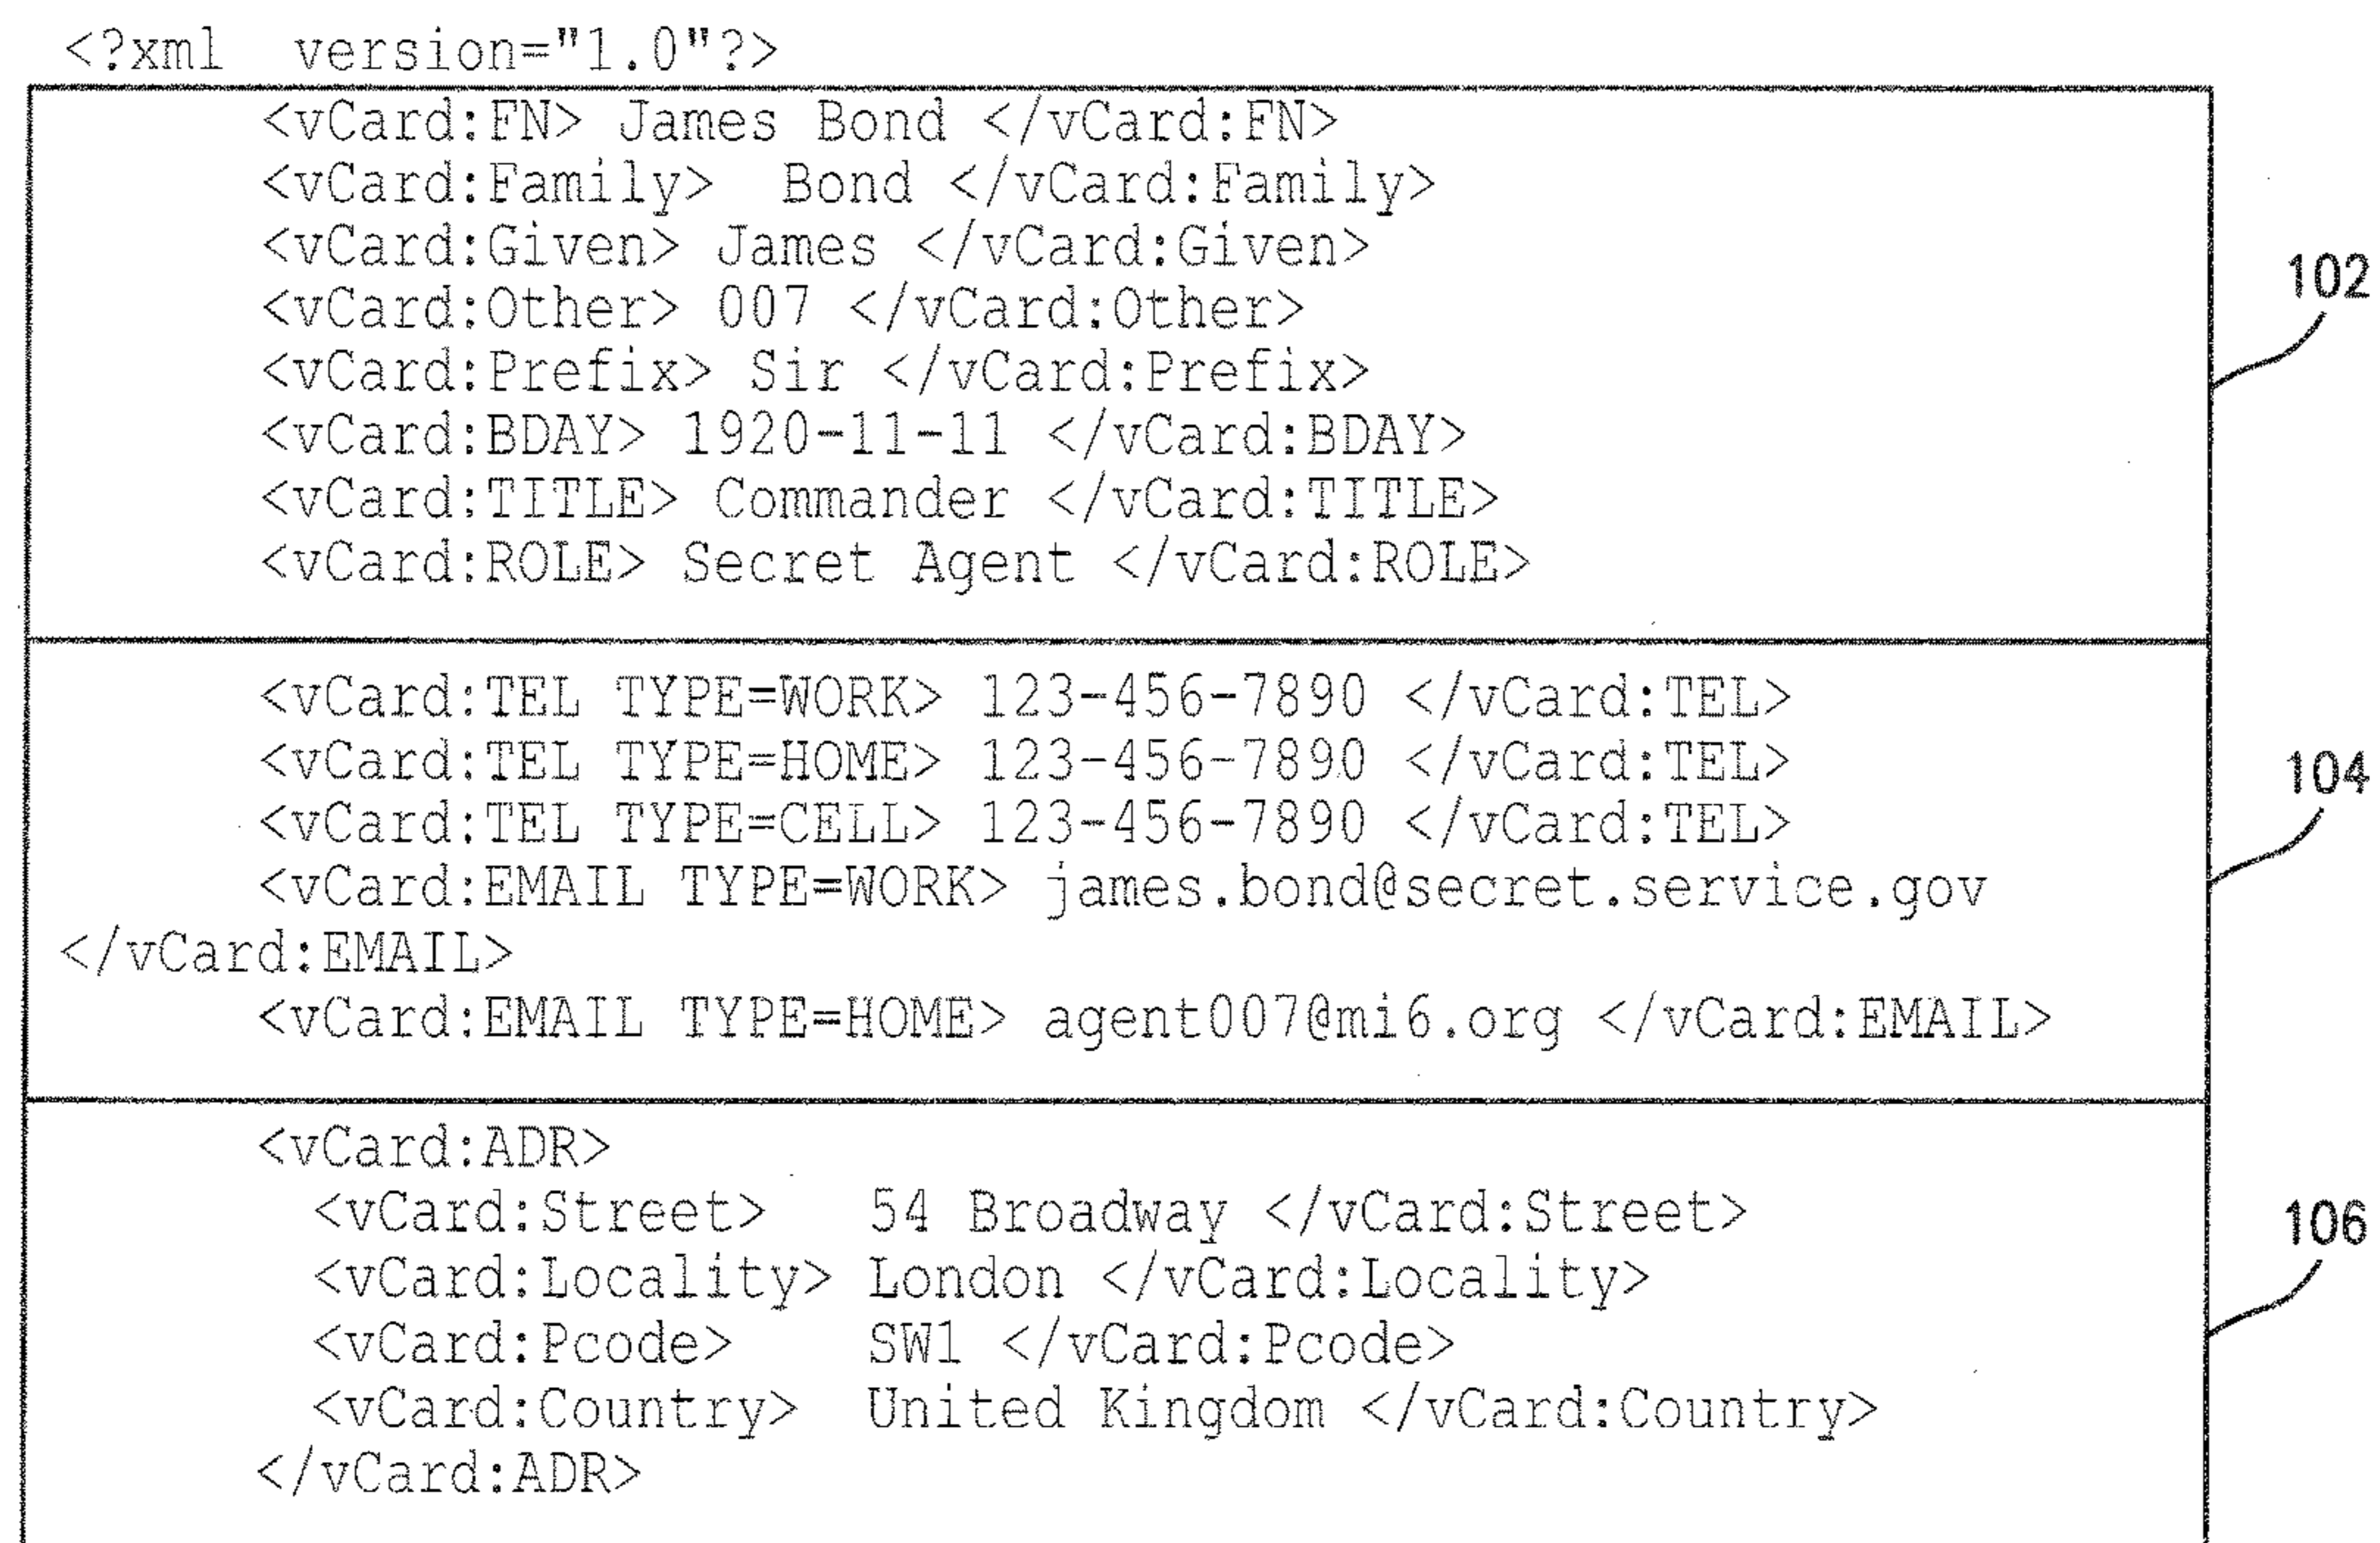 <?xml version="1.0"?>
<vCard:FN> James Bond </vCard:FN>
<vCard:Family> Bond </vCard:Family>
<vCard:Given> James </vCard:Given>
<vCard:Other> 007 </vCard:Other>
102
<vCard:Prefix> Sir </vCard:Prefix>
<vCard:BDAY> 1920-11-11 </vCard:BDAY>
<vCard:TITLE> Commander </vCard:TITLE>
<vCard:ROLE> Secret Agent </vCard:ROLE>
<vCard:TEL TYPE=WORK> 123-456-7890 </vCard:TEL>
<vCard:TEL TYPE=HOME> 123-456-7890 </vCard:TEL>
104
<vCard:TEL TYPE=CELL> 123-456-7890 </vCard:TEL>
<vCard:EMAIL TYPE=WORK> james.bond@secret.service.gov
</vCard:EMAIL>
<vCard:EMAIL TYPE=HOME> agent007@mi6.org </vCard:EMAIL>
<vCard:ADR>
<vCard:Street> 54 Broadway </vCard:Street>
106
<vCard:Locality> London </vCard:Locality>
<vCard:Pcode> SW1 </vCard:Pcode>
<vCard:Country> United Kingdom </vCard:Country>
</vCard:ADR>